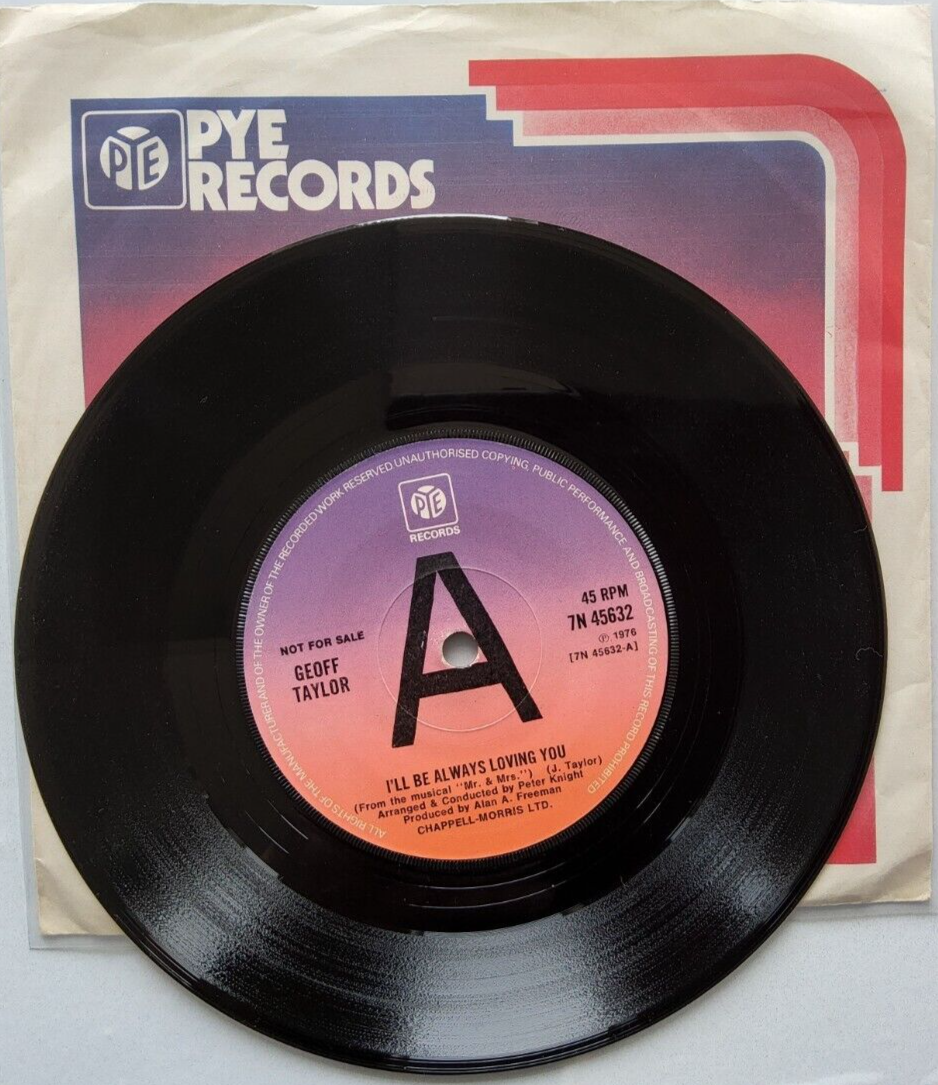 PYE
PYE
RECORDS
ALL RIGHTS OF THE MANUFACTURER AND OF THE OWNER OF THE RECORDED WORK RESERVED. UNAUTHORISED COPYING, PUBLIC PERFORMANCE AND BROADCASTING OF THIS RECORD PROHIBITED
PYE
RECORDS
A
NOT FOR SALE
GEOFF
TAYLOR
45 RPM
7N 45632
℗ 1976
[7N 45632-A]
I'LL BE ALWAYS LOVING YOU
(From the musical "Mr. & Mrs.") (J. Taylor)
Arranged & Conducted by Peter Knight
Produced by Alan A. Freeman
CHAPPELL-MORRIS LTD.